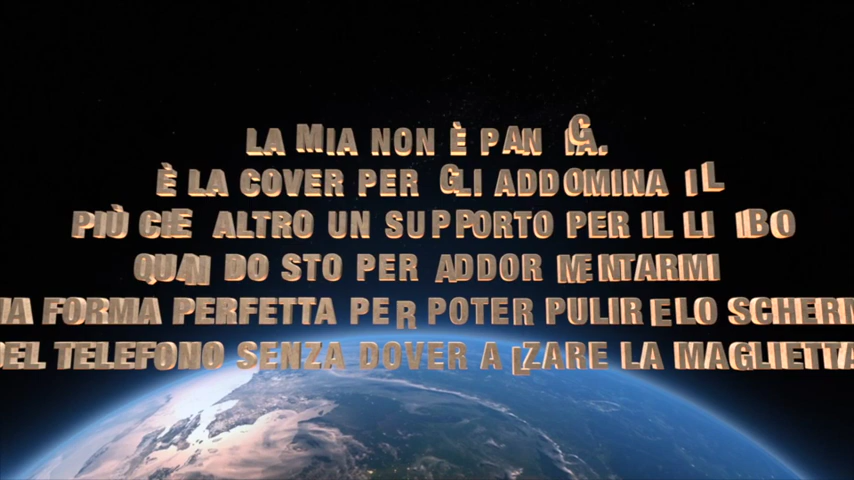 LA MIA NON È PANCIA.
È LA COVER PER GLI ADDOMINALI
PIÙ CHE ALTRO UN SUPPORTO PER IL
QUANDO STO PER ADDORMENTARMI
FORMA PERFETTA PER POTER PULIRE LO
DEL TELEFONO SENZA DOVER ALZARE LA MAGLIETTA